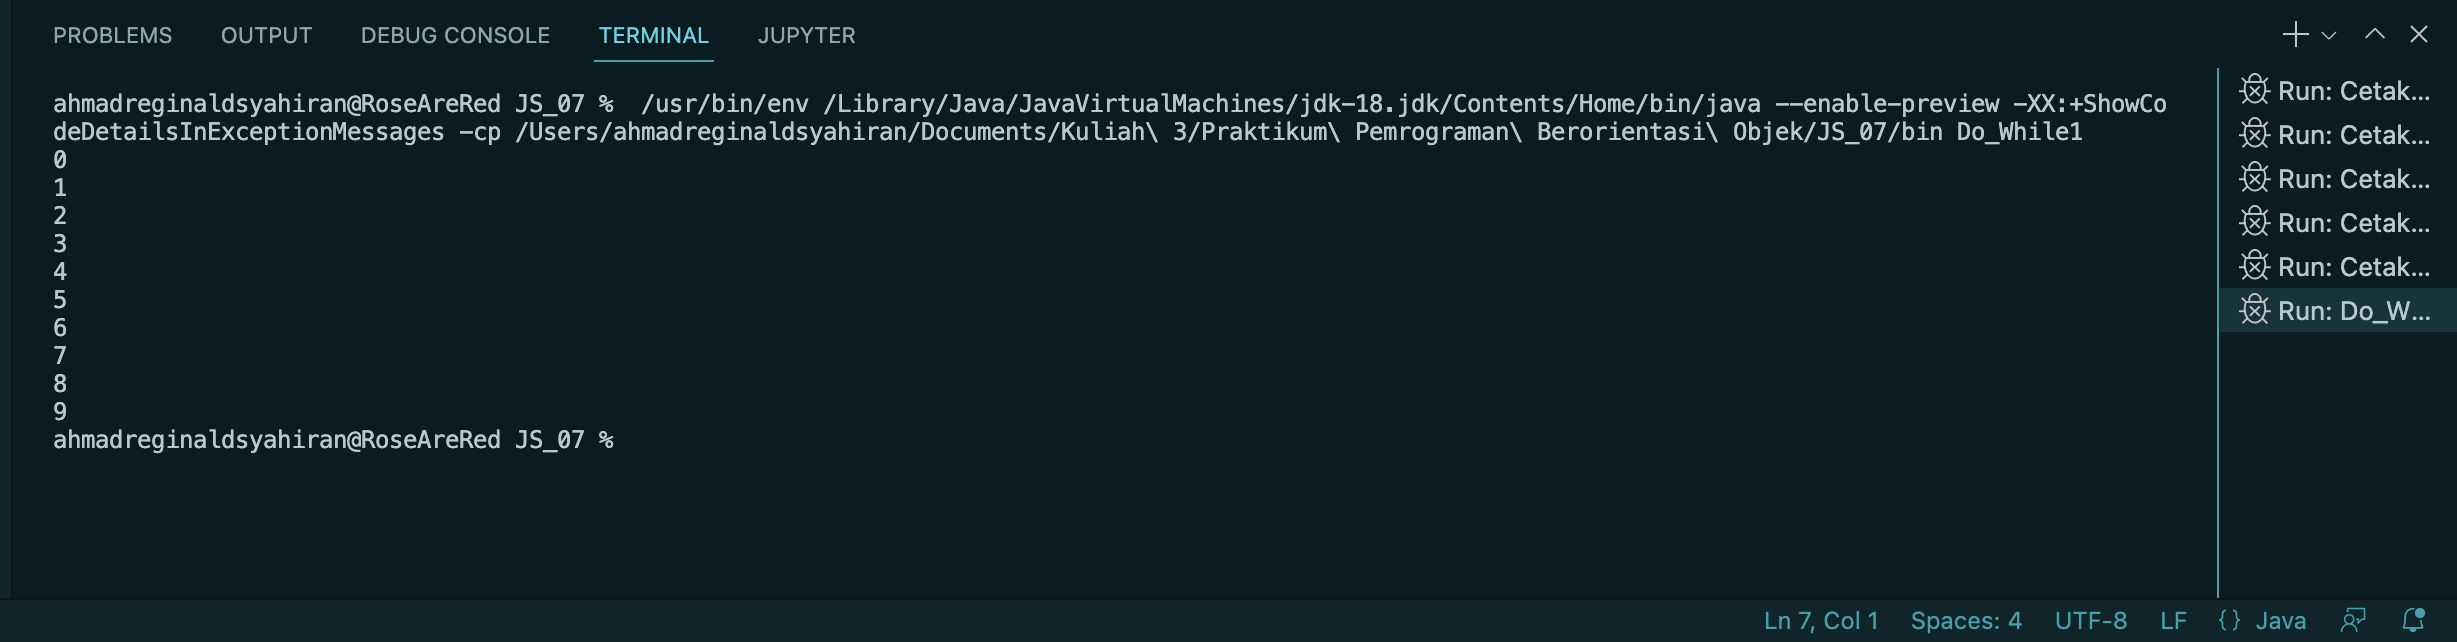 PROBLEMS OUTPUT DEBUG CONSOLE TERMINAL JUPYTER
ahmadreginaldsyahiran@RoseAreRed JS_07 %  /usr/bin/env /Library/Java/JavaVirtualMachines/jdk-18.jdk/Contents/Home/bin/java --enable-preview -XX:+ShowCo
deDetailsInExceptionMessages -cp /Users/ahmadreginaldsyahiran/Documents/Kuliah\ 3/Praktikum\ Pemrograman\ Berorientasi\ Objek/JS_07/bin Do_While1
0
1
2
3
4
5
6
7
8
9
ahmadreginaldsyahiran@RoseAreRed JS_07 %
Run: Cetak...
Run: Cetak...
Run: Cetak...
Run: Cetak...
Run: Cetak...
Run: Do_W...
Ln 7, Col 1 Spaces: 4 UTF-8 LF {} Java